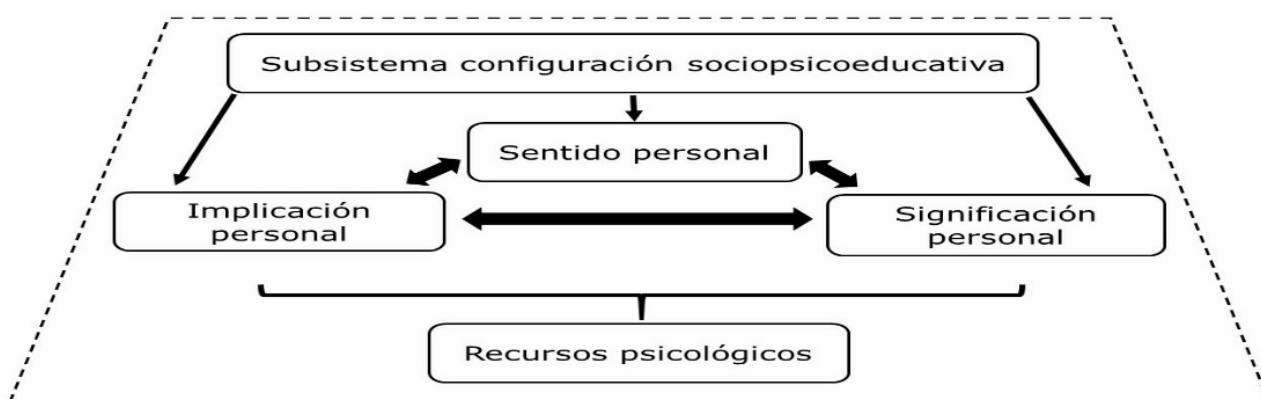 Subsistema configuración sociopsicoeducativa
Sentido personal
Implicación
personal
Significación
personal
Recursos psicológicos